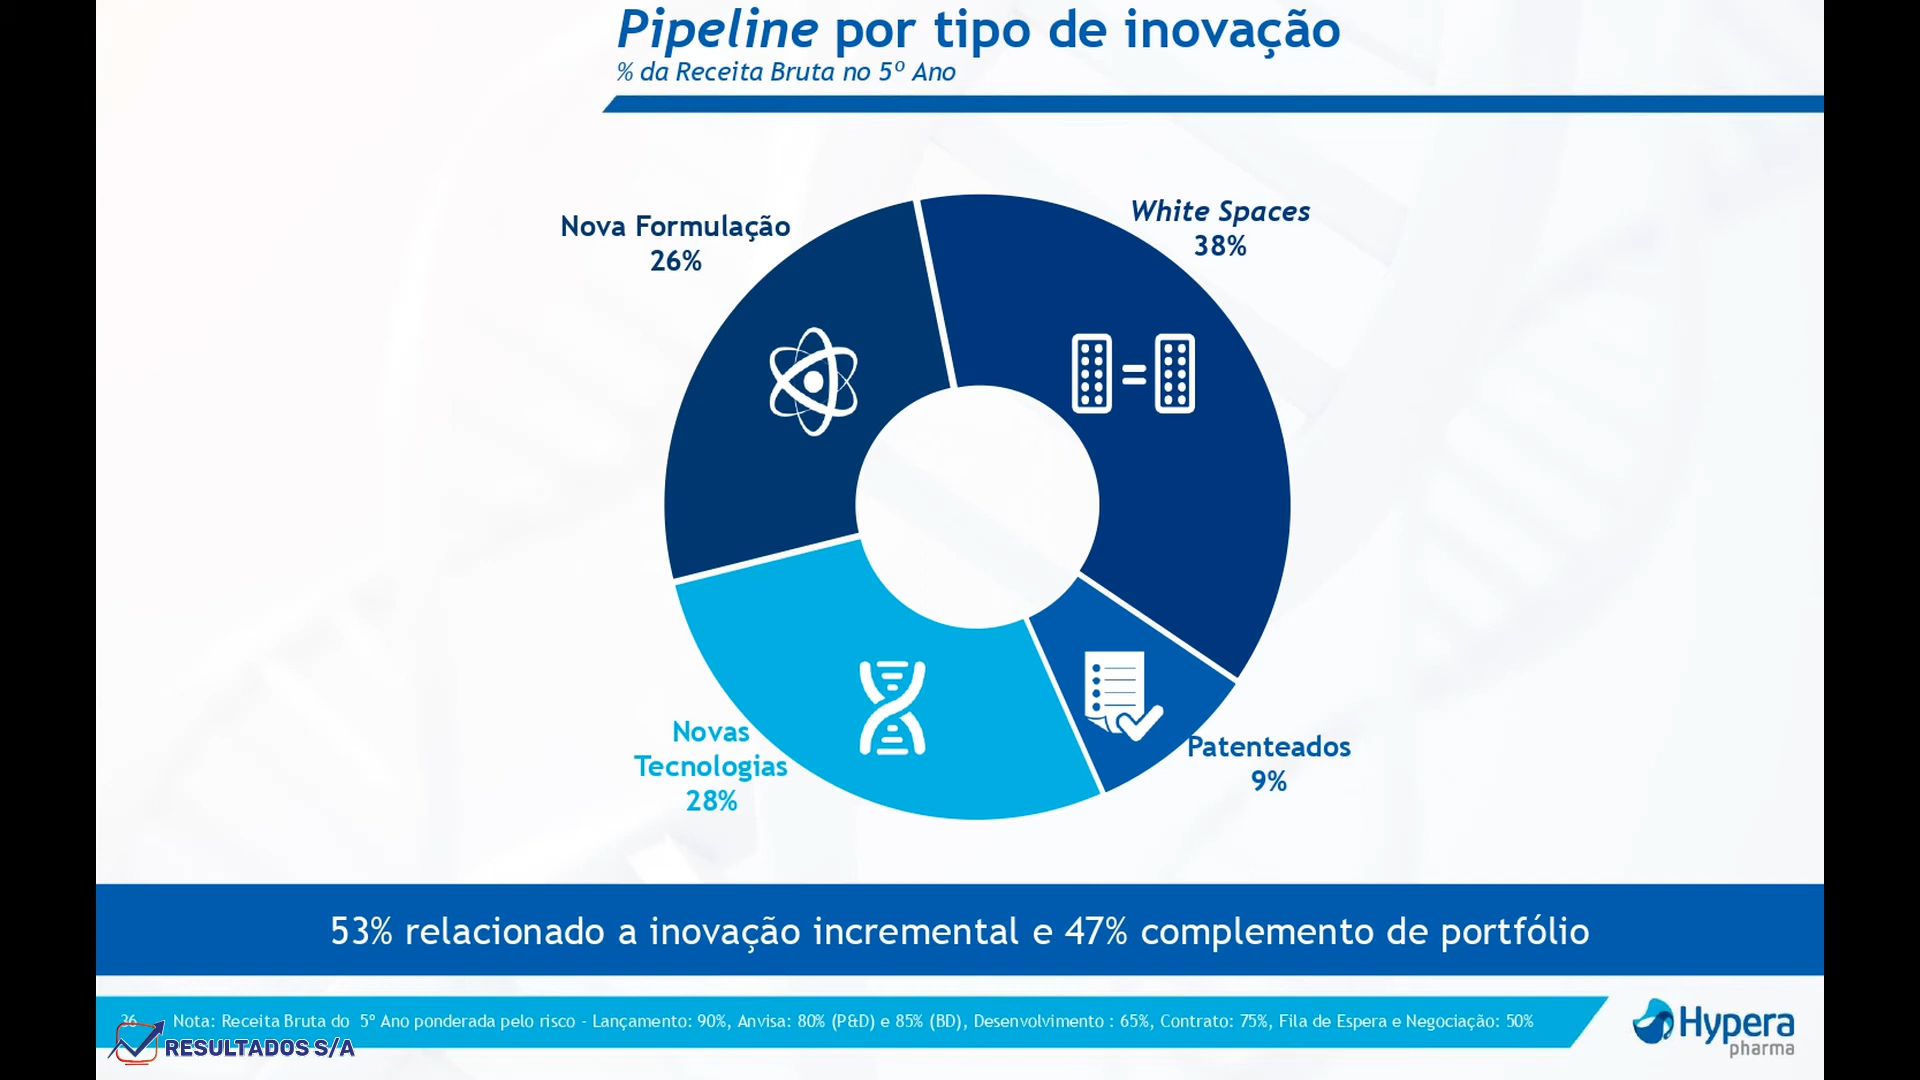 Pipeline por tipo de inovação
% da Receita Bruta no 5º Ano
Nova Formulação
26%
White Spaces
38%
Novas
Tecnologias
28%
Patenteados
9%
53% relacionado a inovação incremental e 47% complemento de portfólio
36
Nota: Receita Bruta do 5º Ano ponderada pelo risco - Lançamento: 90%, Anvisa: 80% (P&D) e 85% (BD), Desenvolvimento : 65%, Contrato: 75%, Fila de Espera e Negociação: 50%
RESULTADOS S/A
Hypera
pharma